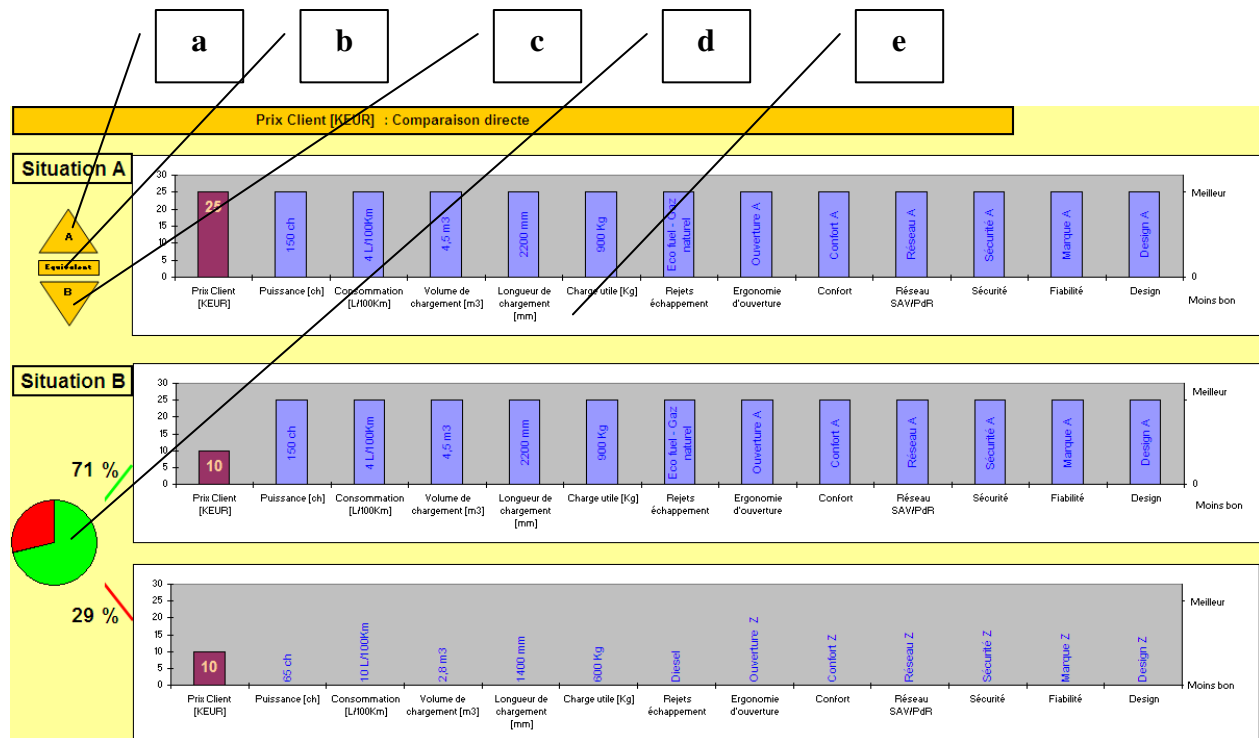 a b c d e
Prix Client [KEUR] : Comparaison directe
Situation A
A
Equivalent
B
30
25
20
15
10
5
0
25
150 ch
4 L/100Km
4,5 m3
2200 mm
900 Kg
Eco fuel - Gaz
naturel
Ouverture A
Confort A
Réseau A
Sécurité A
Marque A
Design A
Meilleur
0
Moins bon
Prix Client
[KEUR]
Puissance [ch]
Consommation
[L/100Km]
Volume de
chargement [m3]
Longueur de
chargement
[mm]
Charge utile [Kg]
Rejets
échappement
Ergonomie
d'ouverture
Confort
Réseau
SAV/PdR
Sécurité
Fiabilité
Design
Situation B
71 %
29 %
30
25
20
15
10
5
0
10
150 ch
4 L/100Km
4,5 m3
2200 mm
900 Kg
Eco fuel - Gaz
naturel
Ouverture A
Confort A
Réseau A
Sécurité A
Marque A
Design A
Meilleur
0
Moins bon
Prix Client
[KEUR]
Puissance [ch]
Consommation
[L/100Km]
Volume de
chargement [m3]
Longueur de
chargement
[mm]
Charge utile [Kg]
Rejets
échappement
Ergonomie
d'ouverture
Confort
Réseau
SAV/PdR
Sécurité
Fiabilité
Design
30
25
20
15
10
5
0
10
65 ch
10 L/100Km
2,8 m3
1400 mm
600 Kg
Diesel
Ouverture Z
Confort Z
Réseau Z
Sécurité Z
Marque Z
Design Z
Meilleur
Moins bon
Prix Client
[KEUR]
Puissance [ch]
Consommation
[L/100Km]
Volume de
chargement [m3]
Longueur de
chargement
[mm]
Charge utile [Kg]
Rejets
échappement
Ergonomie
d'ouverture
Confort
Réseau
SAV/PdR
Sécurité
Fiabilité
Design